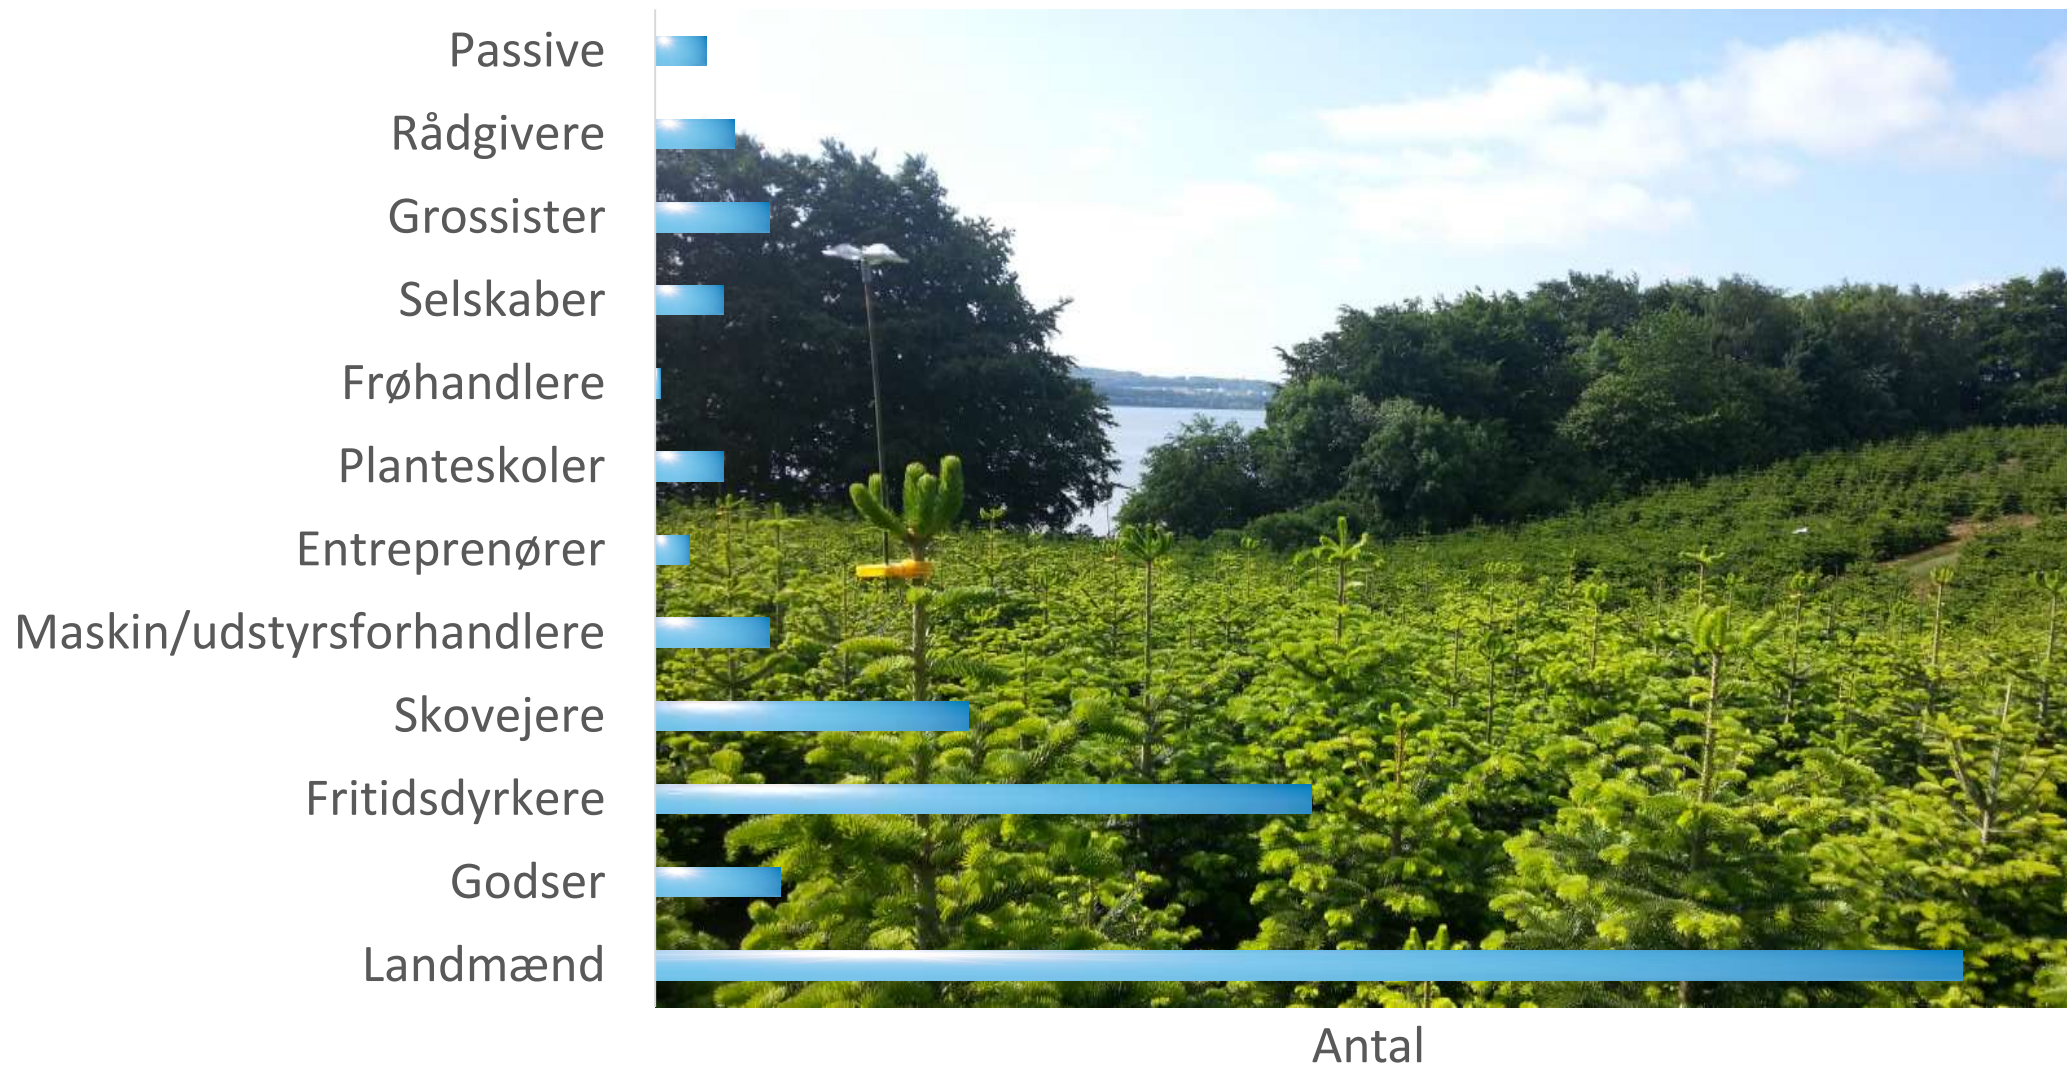 Passive
Rådgivere
Grossister
Selskaber
Frøhandlere
Planteskoler
Entreprenører
Maskin/udstyrsforhandlere
Skovejere
Fritidsdyrkere
Godser
Landmænd
Antal